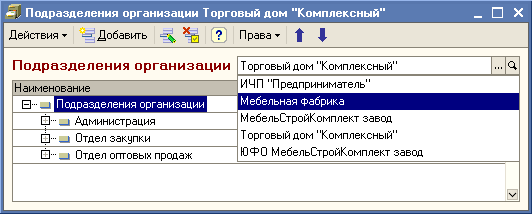 Подразделения организации Торговый дом "Комплексный"
Действия Добавить ? Права
Подразделения организации Торговый дом "Комплексный" ...
Наименование
ИЧП "Предприниматель"
Подразделения организации
Мебельная фабрика
Администрация
МебельСтройКомплект завод
Отдел закупки
Торговый дом "Комплексный"
Отдел оптовых продаж
ЮФО МебельСтройКомплект завод